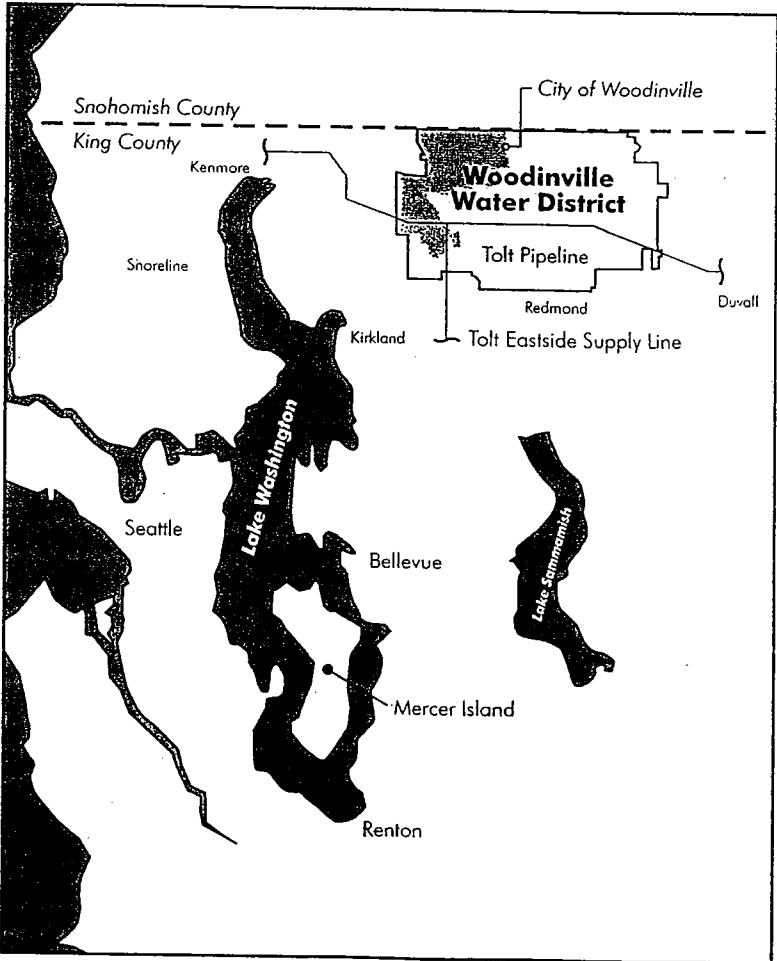 City of Woodinville
Snohomish County
King County
Kenmore
Woodinville
Water District
Shoreline
Tolt Pipeline
Duvall
Redmond
Kirkland
Tolt Eastside Supply Line
Lake Washington
Seattle
Lake Sammamish
Bellevue
Mercer Island
Renton